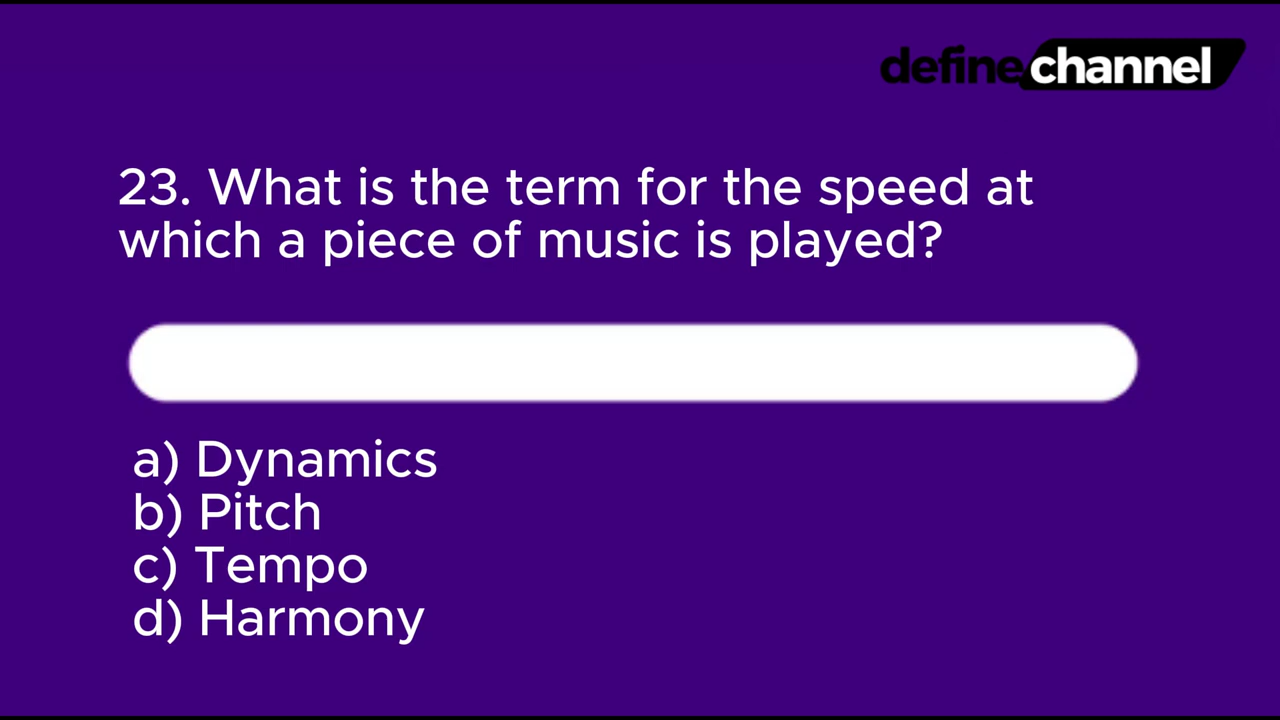 definechannel
23. What is the term for the speed at
which a piece of music is played?
a) Dynamics
b) Pitch
c) Tempo
d) Harmony